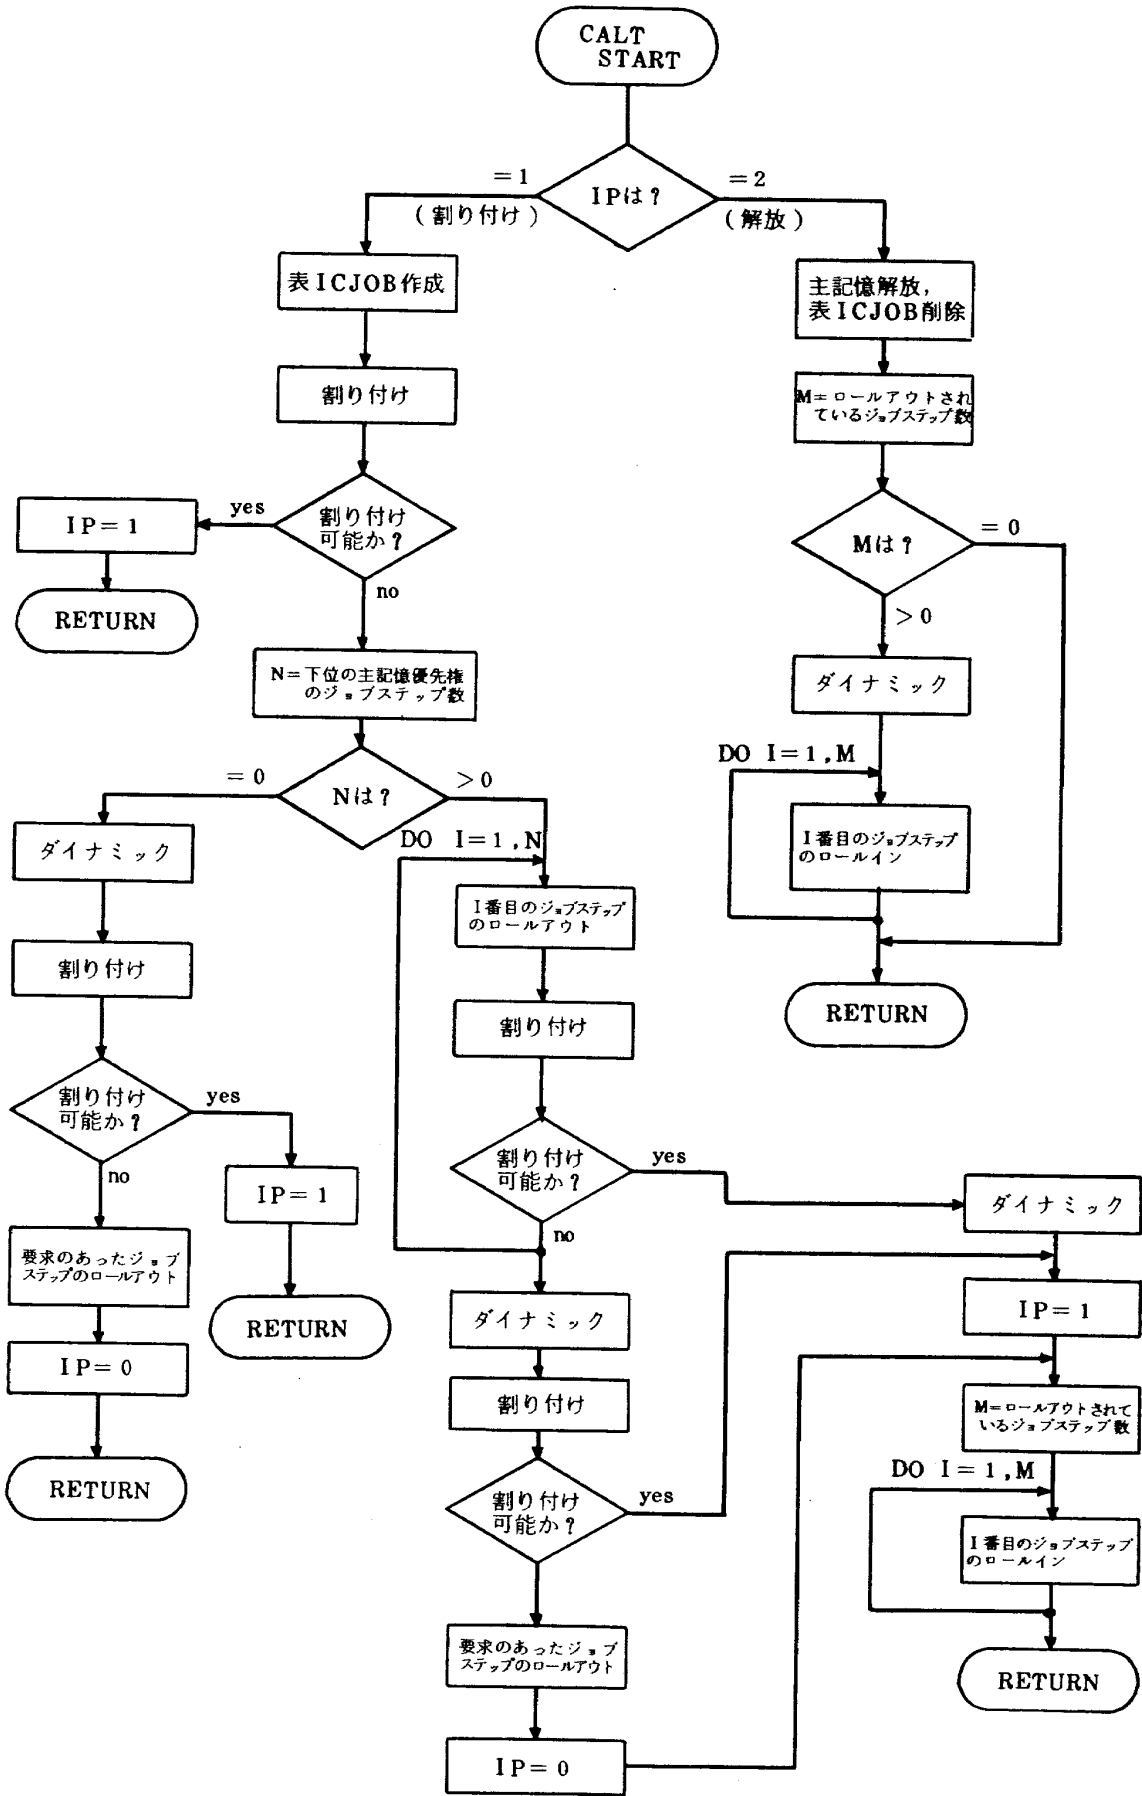 CALT
START
IPは?
=1
(割り付け)
=2
(解放)
表ICJOB作成
割り付け
割り付け
可能か?
yes
IP=1
RETURN
no
N=下位の主記憶優先権
のジョブステップ数
Nは?
=0
ダイナミック
割り付け
割り付け
可能か?
yes
IP=1
RETURN
no
要求のあったジョブ
ステップのロールアウト
IP=0
RETURN
>0
DO I=1,N
I番目のジョブステップ
のロールアウト
割り付け
割り付け
可能か?
yes
no
ダイナミック
割り付け
割り付け
可能か?
yes
要求のあったジョブ
ステップのロールアウト
IP=0
主記憶解放,
表ICJOB削除
M=ロールアウトされ
ているジョブステップ数
Mは?
=0
>0
ダイナミック
DO I=1,M
I番目のジョブステップ
のロールイン
RETURN
ダイナミック
IP=1
M=ロールアウトされて
いるジョブステップ数
DO I=1,M
I番目のジョブステップ
のロールイン
RETURN